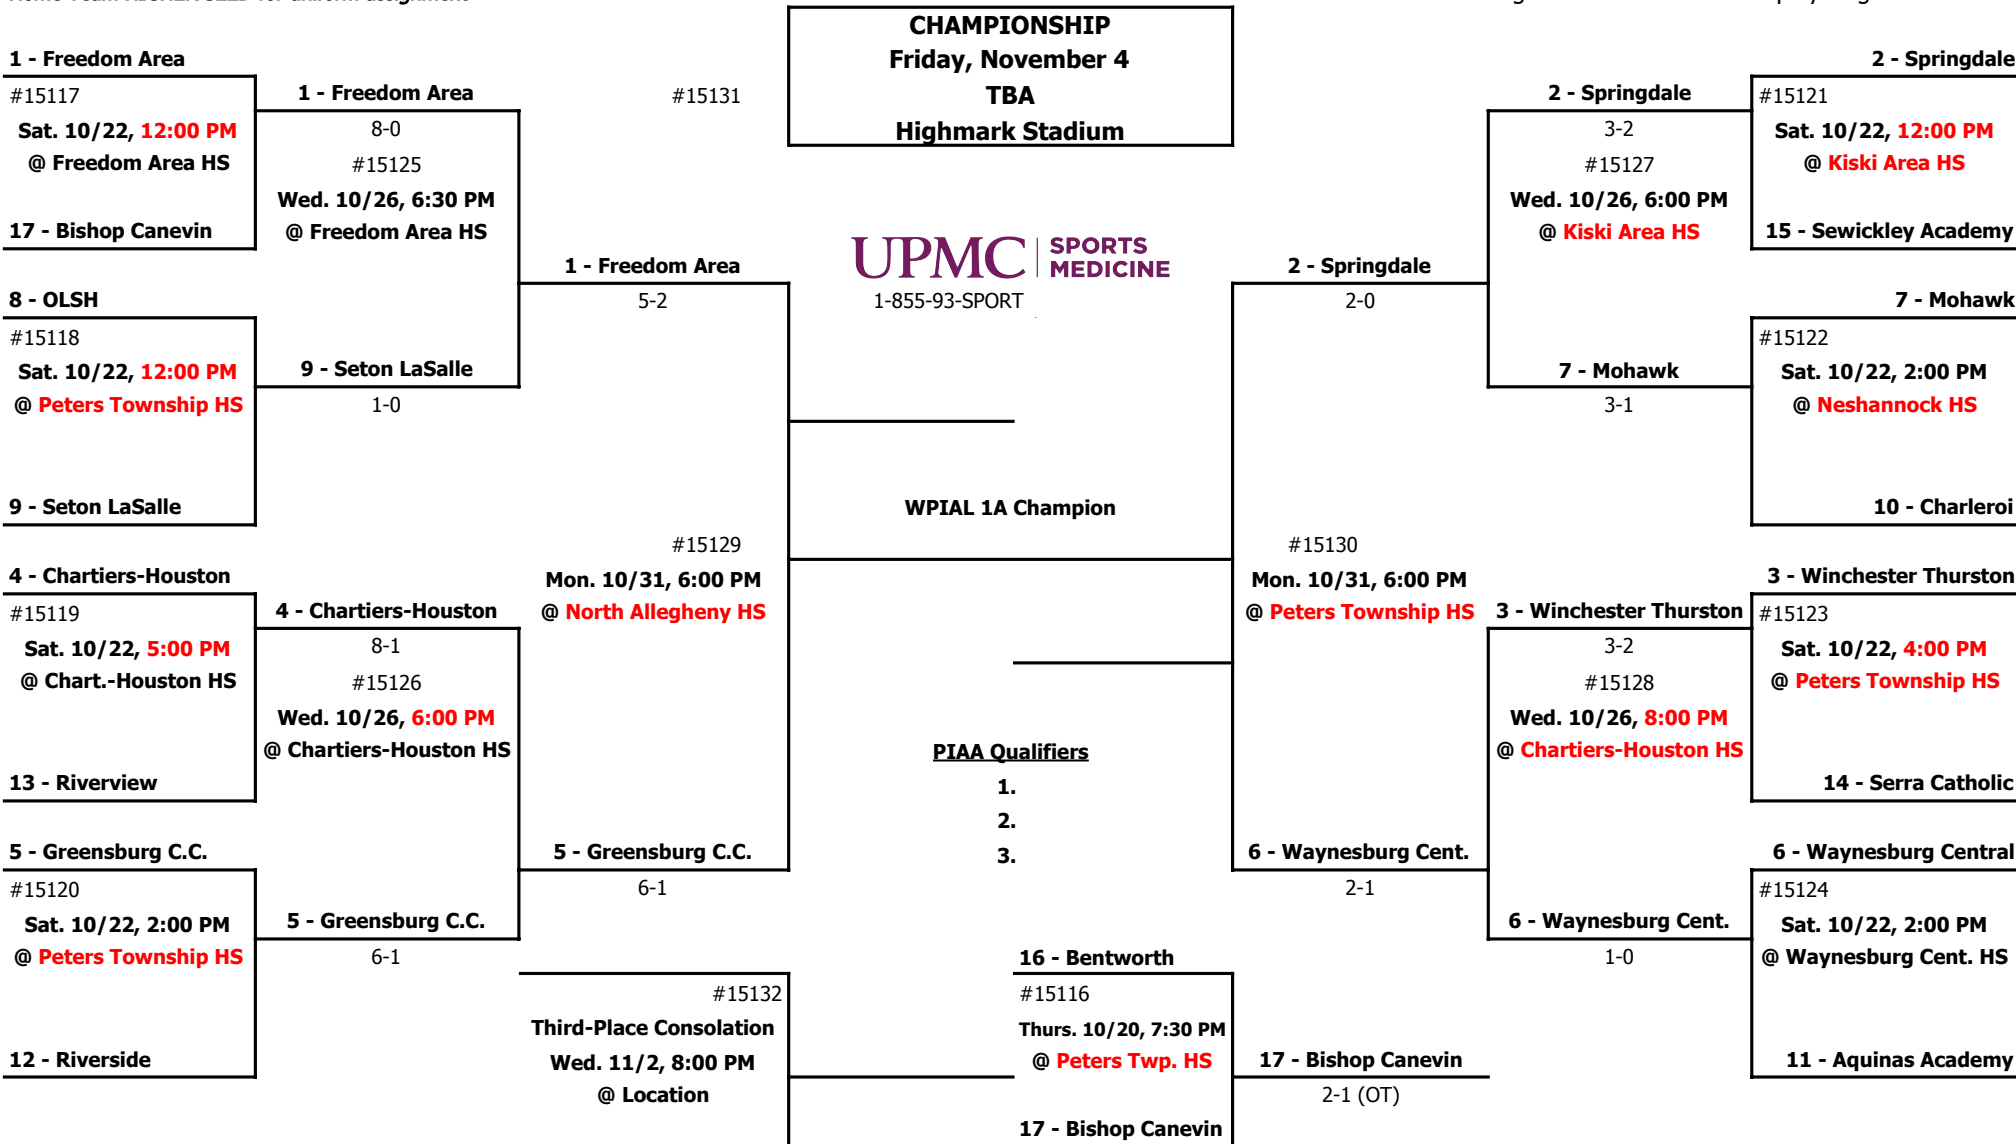 CHAMPIONSHIP
Friday, November 4
TBA
Highmark Stadium
#15131
1 - Freedom Area
#15117
Sat. 10/22, 12:00 PM
@ Freedom Area HS
17 - Bishop Canevin
8 - OLSH
#15118
Sat. 10/22, 12:00 PM
@ Peters Township HS
9 - Seton LaSalle
4 - Chartiers-Houston
#15119
Sat. 10/22, 5:00 PM
@ Chart.-Houston HS
13 - Riverview
5 - Greensburg C.C.
#15120
Sat. 10/22, 2:00 PM
@ Peters Township HS
12 - Riverside
1 - Freedom Area
8-0
#15125
Wed. 10/26, 6:30 PM
@ Freedom Area HS
9 - Seton LaSalle
1-0
4 - Chartiers-Houston
8-1
#15126
Wed. 10/26, 6:00 PM
@ Chartiers-Houston HS
5 - Greensburg C.C.
6-1
1 - Freedom Area
5-2
#15129
Mon. 10/31, 6:00 PM
@ North Allegheny HS
5 - Greensburg C.C.
6-1
#15132
Third-Place Consolation
Wed. 11/2, 8:00 PM
@ Location
UPMC SPORTS
MEDICINE
1-855-93-SPORT
WPIAL 1A Champion
PIAA Qualifiers
1.
2.
3.
16 - Bentworth
#15116
Thurs. 10/20, 7:30 PM
@ Peters Twp. HS
17 - Bishop Canevin
17 - Bishop Canevin
2-1 (OT)
2 - Springdale
2-0
#15130
Mon. 10/31, 6:00 PM
@ Peters Township HS
6 - Waynesburg Cent.
2-1
2 - Springdale
3-2
#15127
Wed. 10/26, 6:00 PM
@ Kiski Area HS
7 - Mohawk
3-1
3 - Winchester Thurston
3-2
#15128
Wed. 10/26, 8:00 PM
@ Chartiers-Houston HS
6 - Waynesburg Cent.
1-0
2 - Springdale
#15121
Sat. 10/22, 12:00 PM
@ Kiski Area HS
15 - Sewickley Academy
7 - Mohawk
#15122
Sat. 10/22, 2:00 PM
@ Neshannock HS
10 - Charleroi
3 - Winchester Thurston
#15123
Sat. 10/22, 4:00 PM
@ Peters Township HS
14 - Serra Catholic
6 - Waynesburg Central
#15124
Sat. 10/22, 2:00 PM
@ Waynesburg Cent. HS
11 - Aquinas Academy